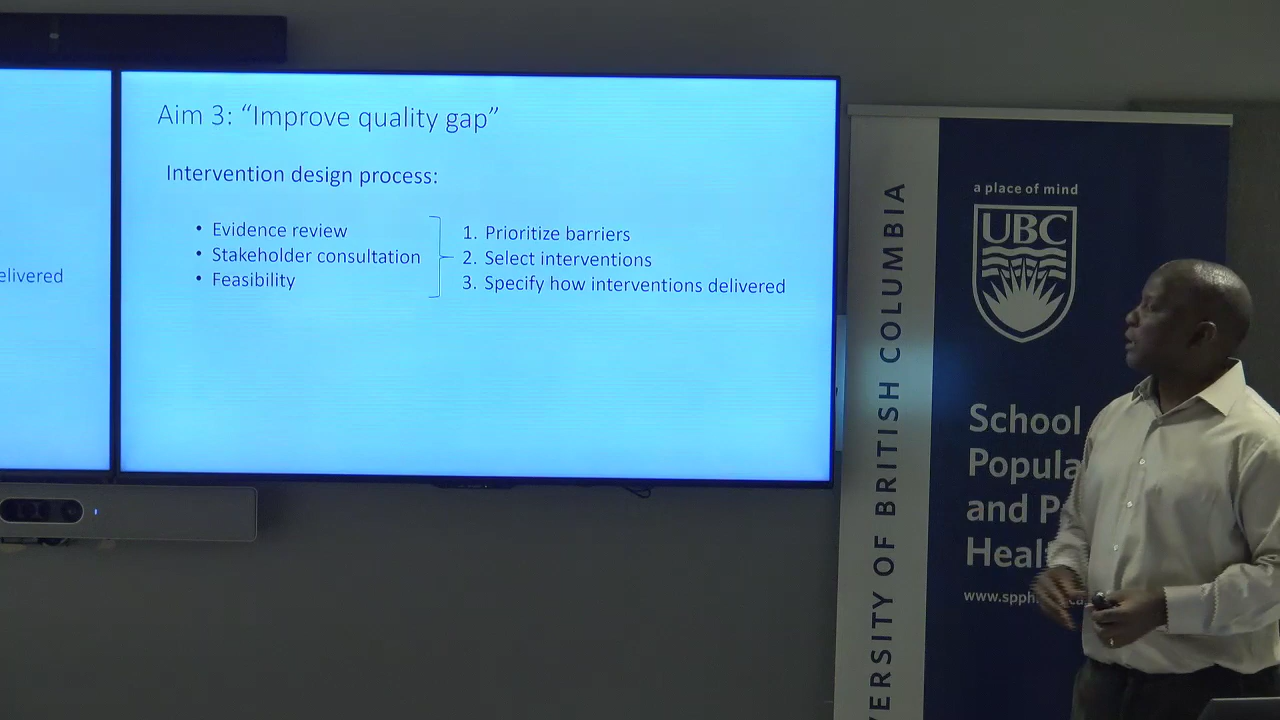 elivered
Aim 3: “Improve quality gap”
Intervention design process:
• Evidence review
• Stakeholder consultation
• Feasibility
1. Prioritize barriers
2. Select interventions
3. Specify how interventions delivered
VERSITY OF BRITISH COLUMBIA
a place of mind
UBC
School
Popula
and P
Heal
www.spph